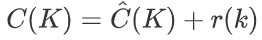 C(K) = Ĉ(K) + r(k)